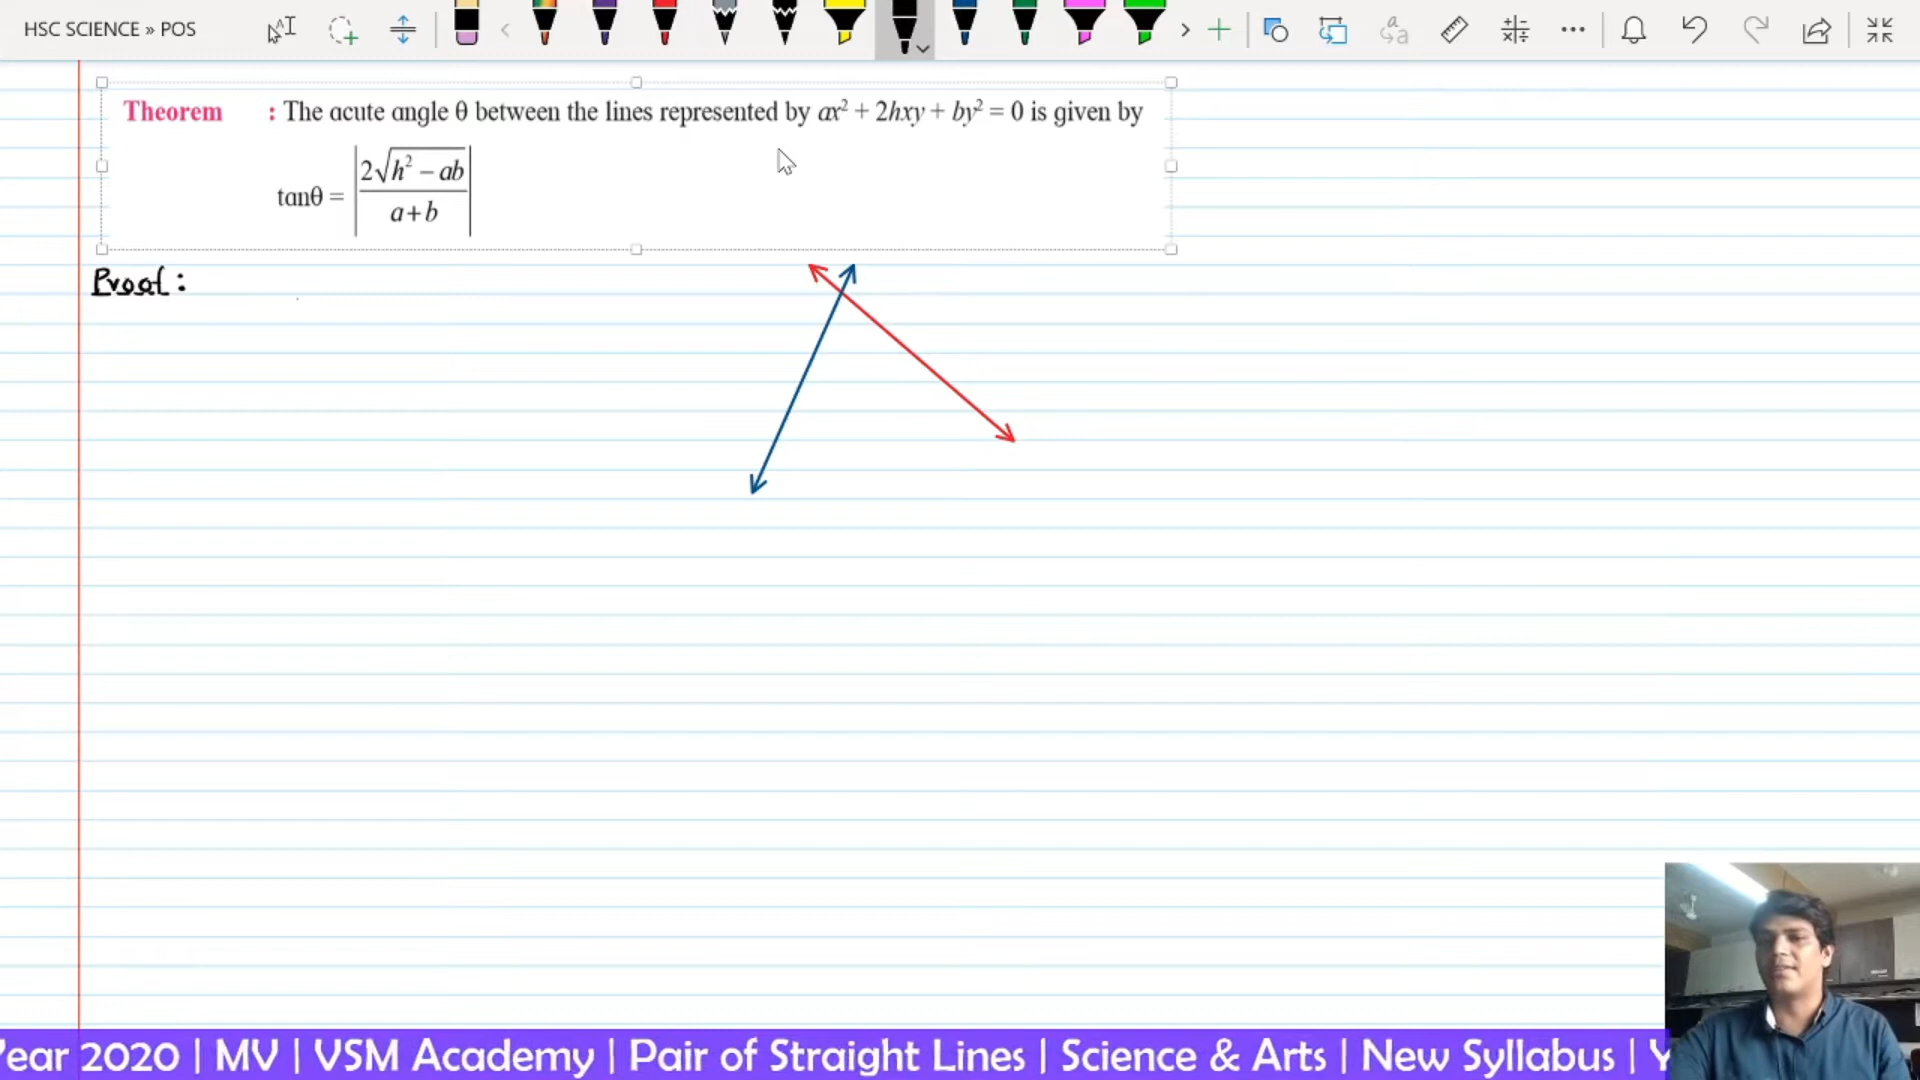 HSC SCIENCE » POS
Theorem : The acute angle θ between the lines represented by ax² + 2hxy + by² = 0 is given by
tanθ = |2√(h² – ab) / (a+b)|
Proof :
Year 2020 | MV | VSM Academy | Pair of Straight Lines | Science & Arts | New Syllabus | Y